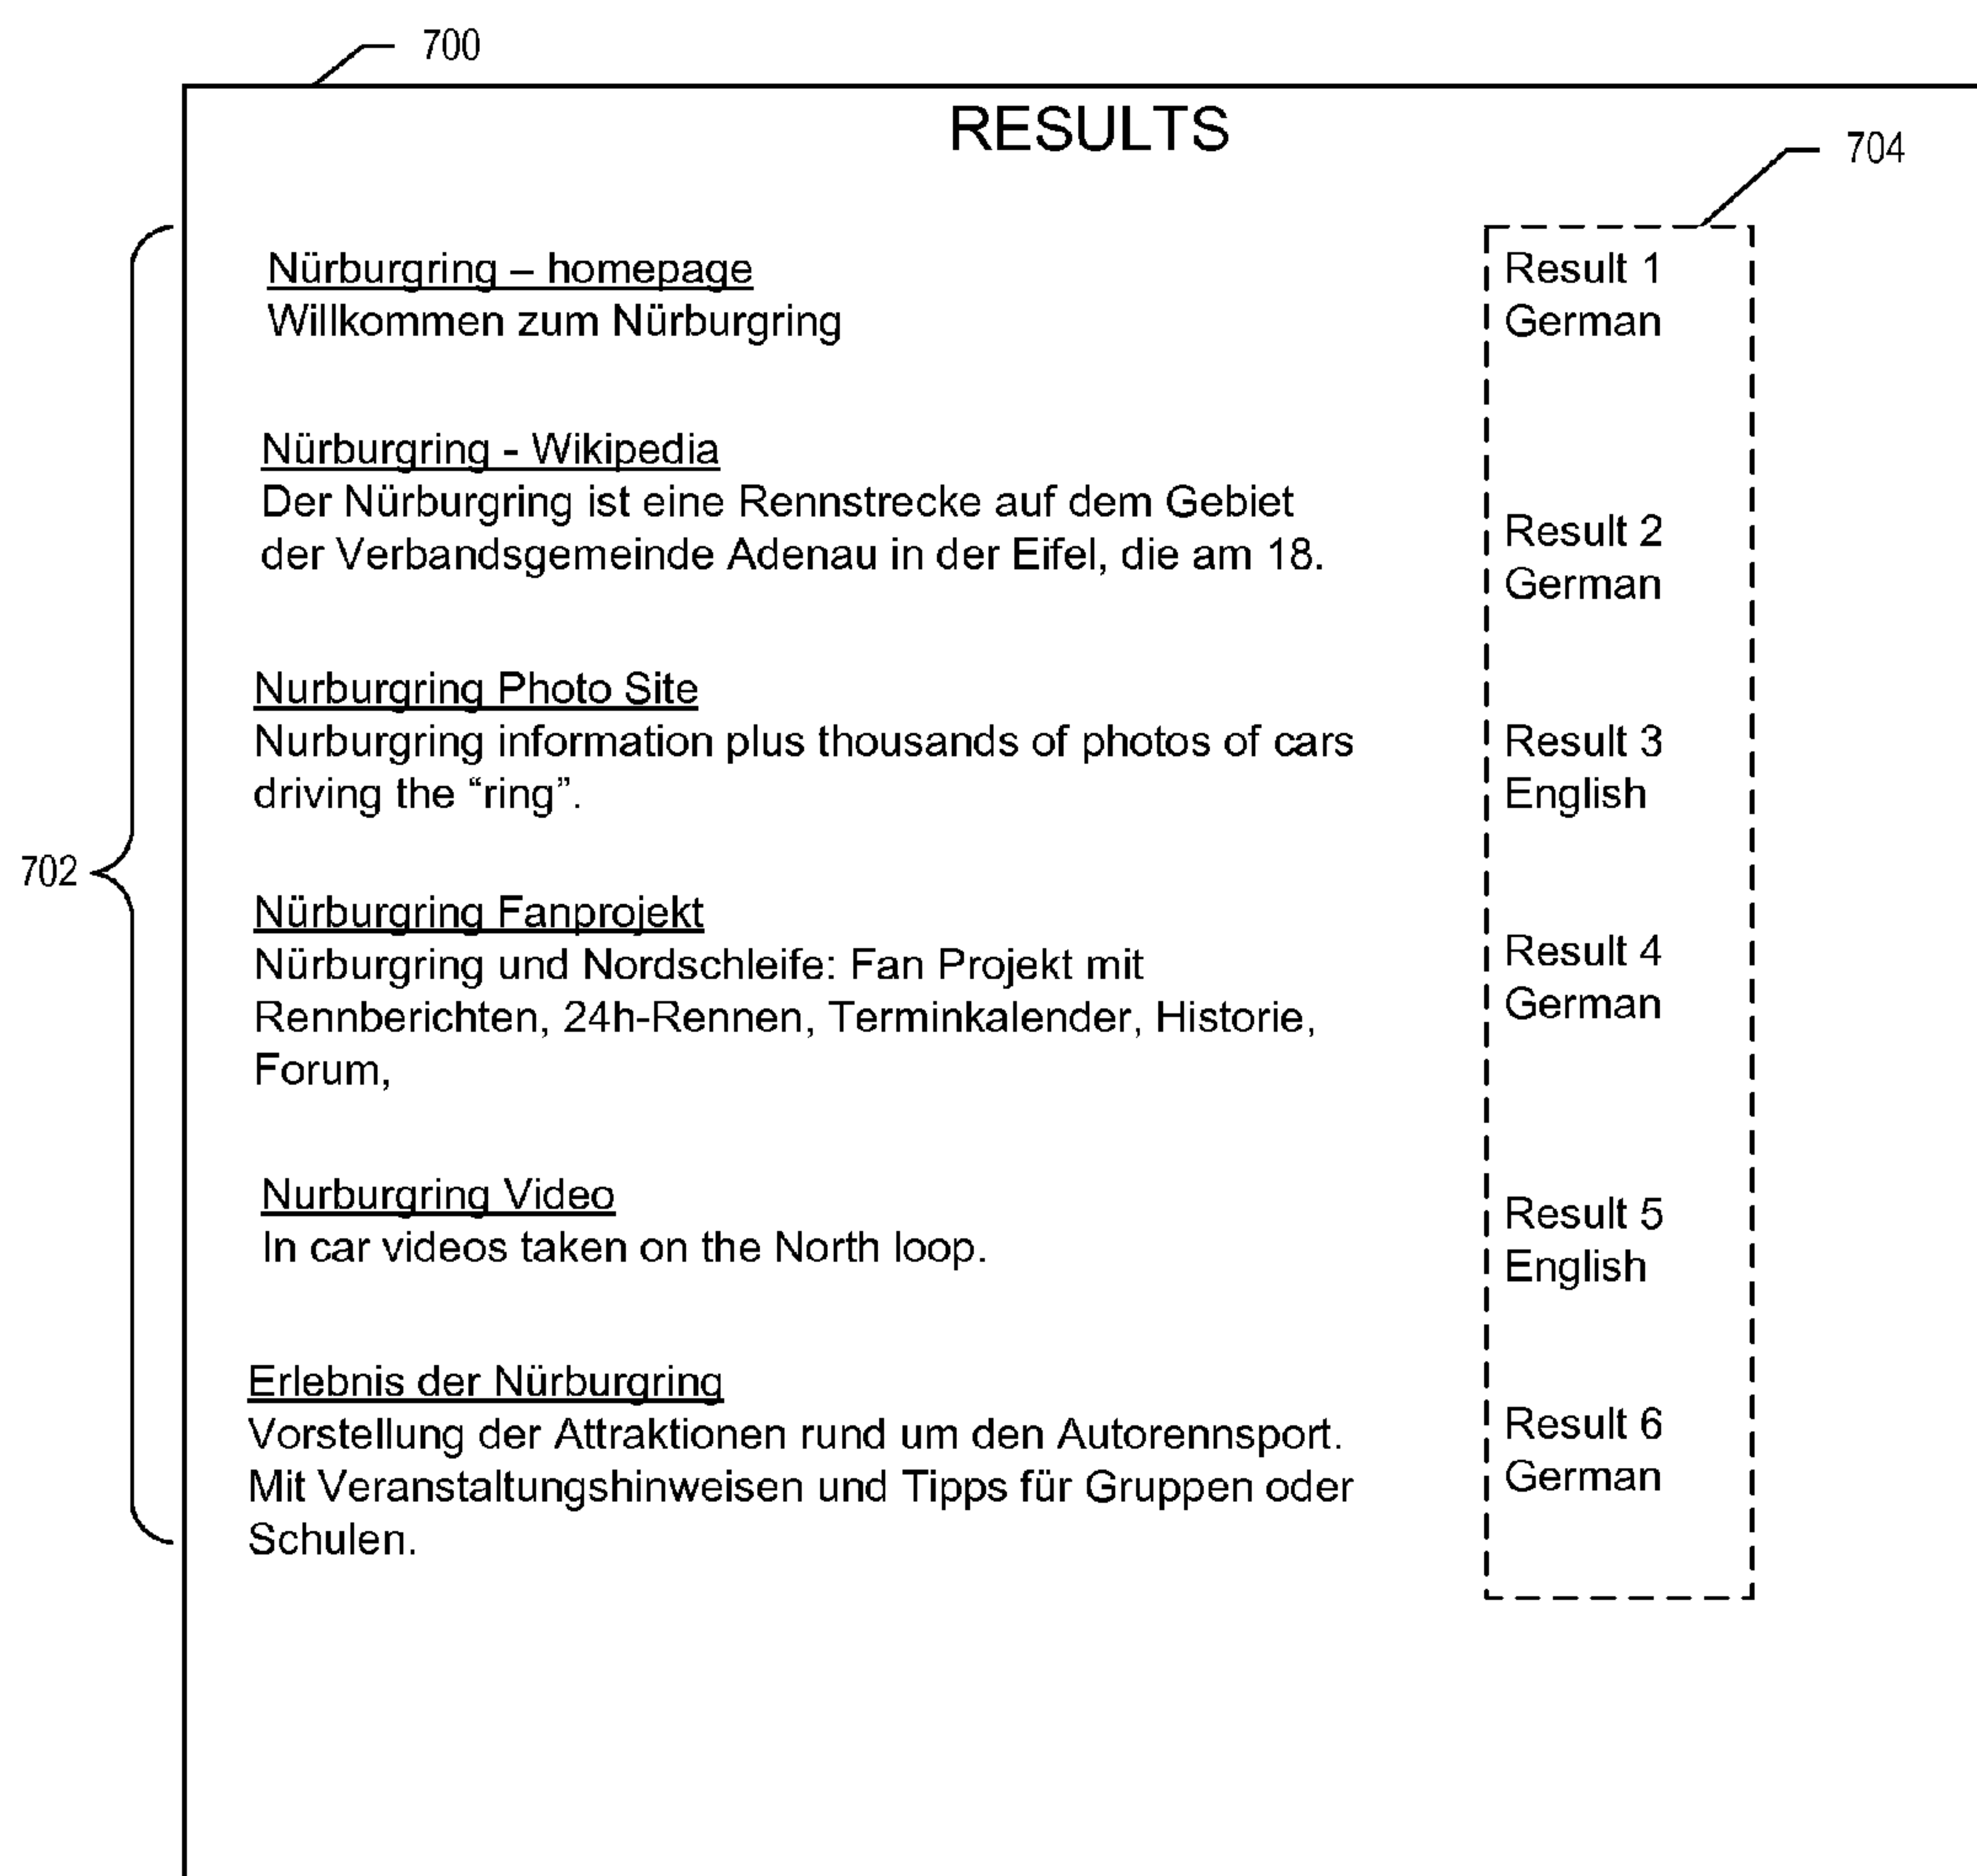 700
RESULTS
704
Nürburgring – homepage
Willkommen zum Nürburgring
Result 1
German
Nürburgring - Wikipedia
Der Nürburgring ist eine Rennstrecke auf dem Gebiet
der Verbandsgemeinde Adenau in der Eifel, die am 18.
Result 2
German
Nurburgring Photo Site
Nurburgring information plus thousands of photos of cars
driving the “ring”.
Result 3
English
702
Nürburgring Fanprojekt
Nürburgring und Nordschleife: Fan Projekt mit
Rennberichten, 24h-Rennen, Terminkalender, Historie,
Forum,
Result 4
German
Nurburgring Video
In car videos taken on the North loop.
Result 5
English
Erlebnis der Nürburgring
Vorstellung der Attraktionen rund um den Autorennsport.
Mit Veranstaltungshinweisen und Tipps für Gruppen oder
Schulen.
Result 6
German